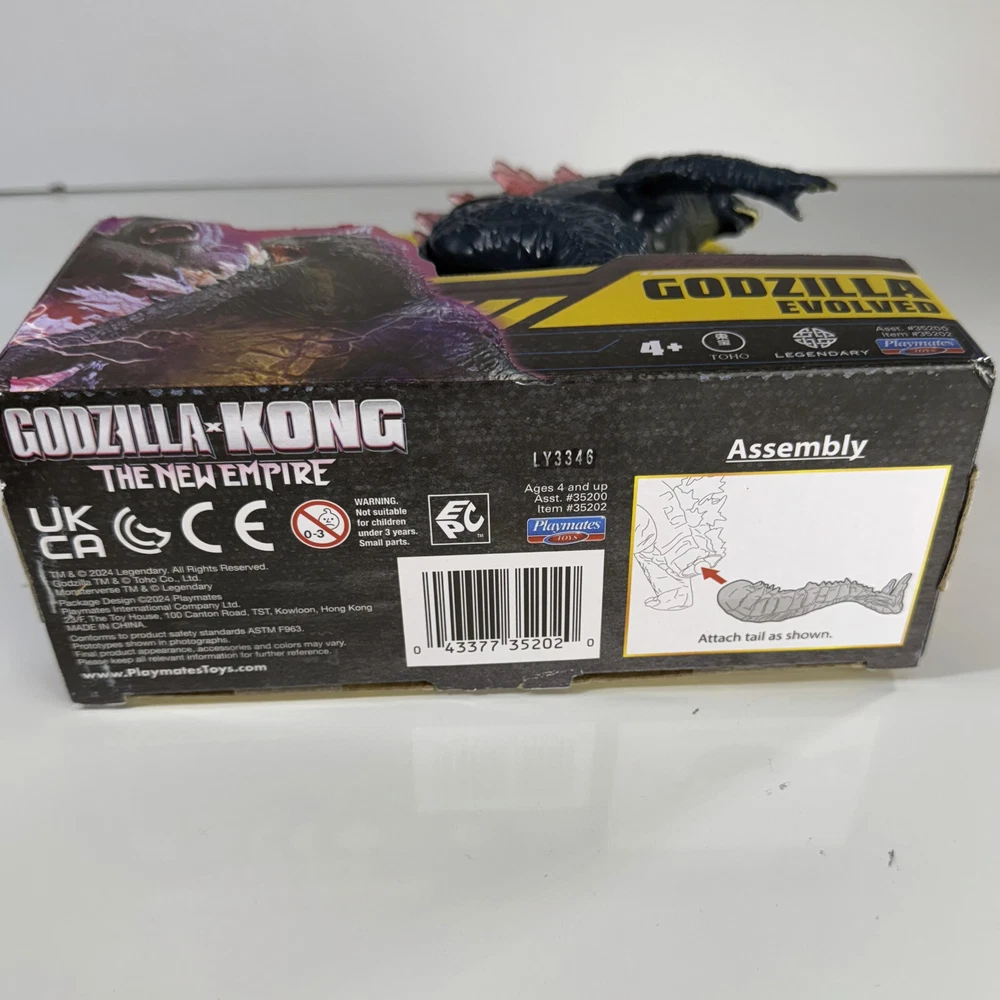 GODZILLA
EVOLVED
4+
TOHO
LEGENDARY
Asst. #35200
Item #35202
Playmates
TOYS
GODZILLA x KONG
THE NEW EMPIRE
LY3346
Assembly
UK
CA
CE
0-3
WARNING.
Not suitable
for children
under 3 years.
Small parts.
EPC
TM
Ages 4 and up
Asst. #35200
Item #35202
Playmates
TOYS
TM & © 2024 Legendary. All Rights Reserved.
Godzilla TM & © Toho Co., Ltd.
Monsterverse TM & © Legendary
Package Design ©2024 Playmates
Playmates International Company Ltd.
23/F, The Toy House, 100 Canton Road, TST, Kowloon, Hong Kong
MADE IN CHINA.
Conforms to product safety standards ASTM F963.
Prototypes shown in photographs.
Final product appearance, accessories and colors may vary.
Please keep all relevant information for further reference.
www.PlaymatesToys.com
0 43377 35202 0
Attach tail as shown.